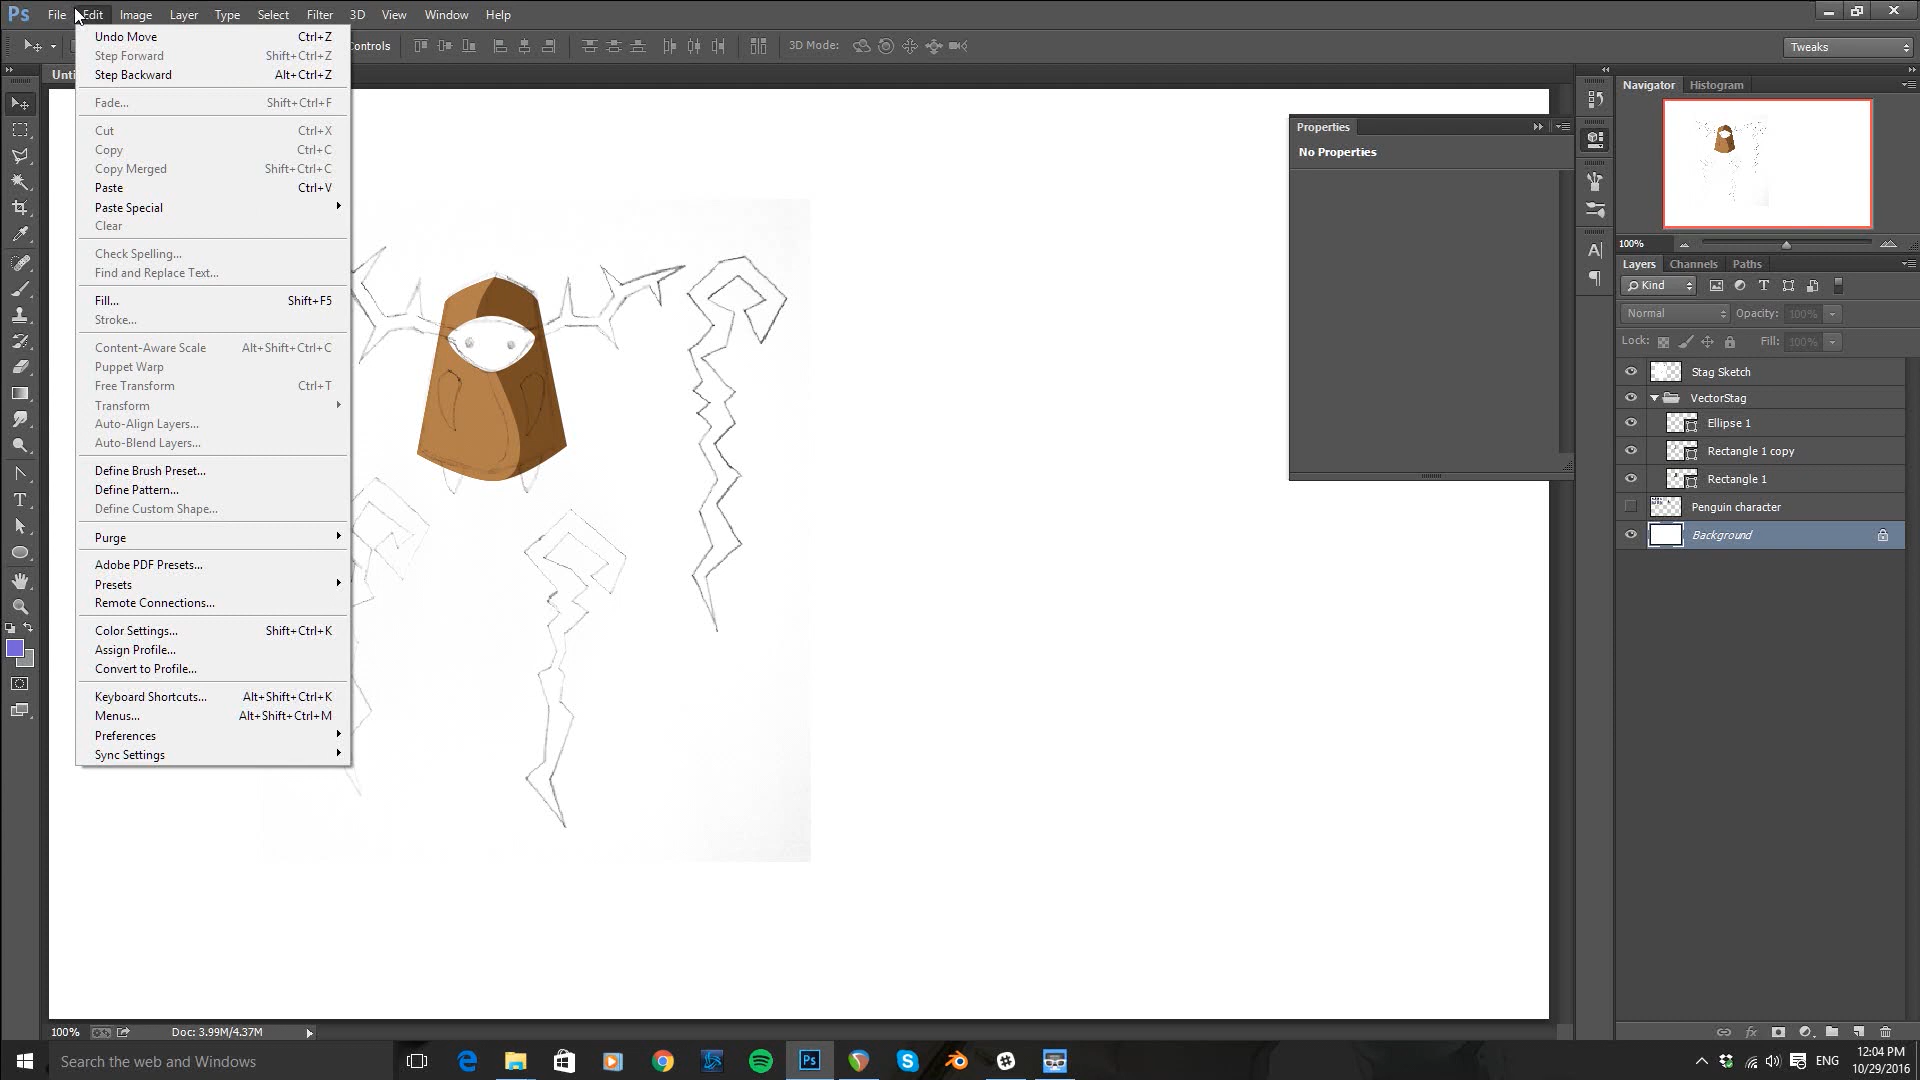 Ps File Edit Image Layer Type Select Filter 3D View Window Help
Controls 3D Mode: Tweaks
Unti
Undo Move Ctrl+Z
Step Forward Shift+Ctrl+Z
Step Backward Alt+Ctrl+Z
Fade... Shift+Ctrl+F
Cut Ctrl+X
Copy Ctrl+C
Copy Merged Shift+Ctrl+C
Paste Ctrl+V
Paste Special
Clear
Check Spelling...
Find and Replace Text...
Fill... Shift+F5
Stroke...
Content-Aware Scale Alt+Shift+Ctrl+C
Puppet Warp
Free Transform Ctrl+T
Transform
Auto-Align Layers...
Auto-Blend Layers...
Define Brush Preset...
Define Pattern...
Define Custom Shape...
Purge
Adobe PDF Presets...
Presets
Remote Connections...
Color Settings... Shift+Ctrl+K
Assign Profile...
Convert to Profile...
Keyboard Shortcuts... Alt+Shift+Ctrl+K
Menus... Alt+Shift+Ctrl+M
Preferences
Sync Settings
Properties
No Properties
Navigator Histogram
100%
Layers Channels Paths
Kind
Normal Opacity: 100%
Lock: Fill: 100%
Stag Sketch
VectorStag
Ellipse 1
Rectangle 1 copy
Rectangle 1
Penguin character
Background
100% Doc: 3.99M/4.37M
Search the web and Windows
Ps
ENG
12:04 PM
10/29/2016